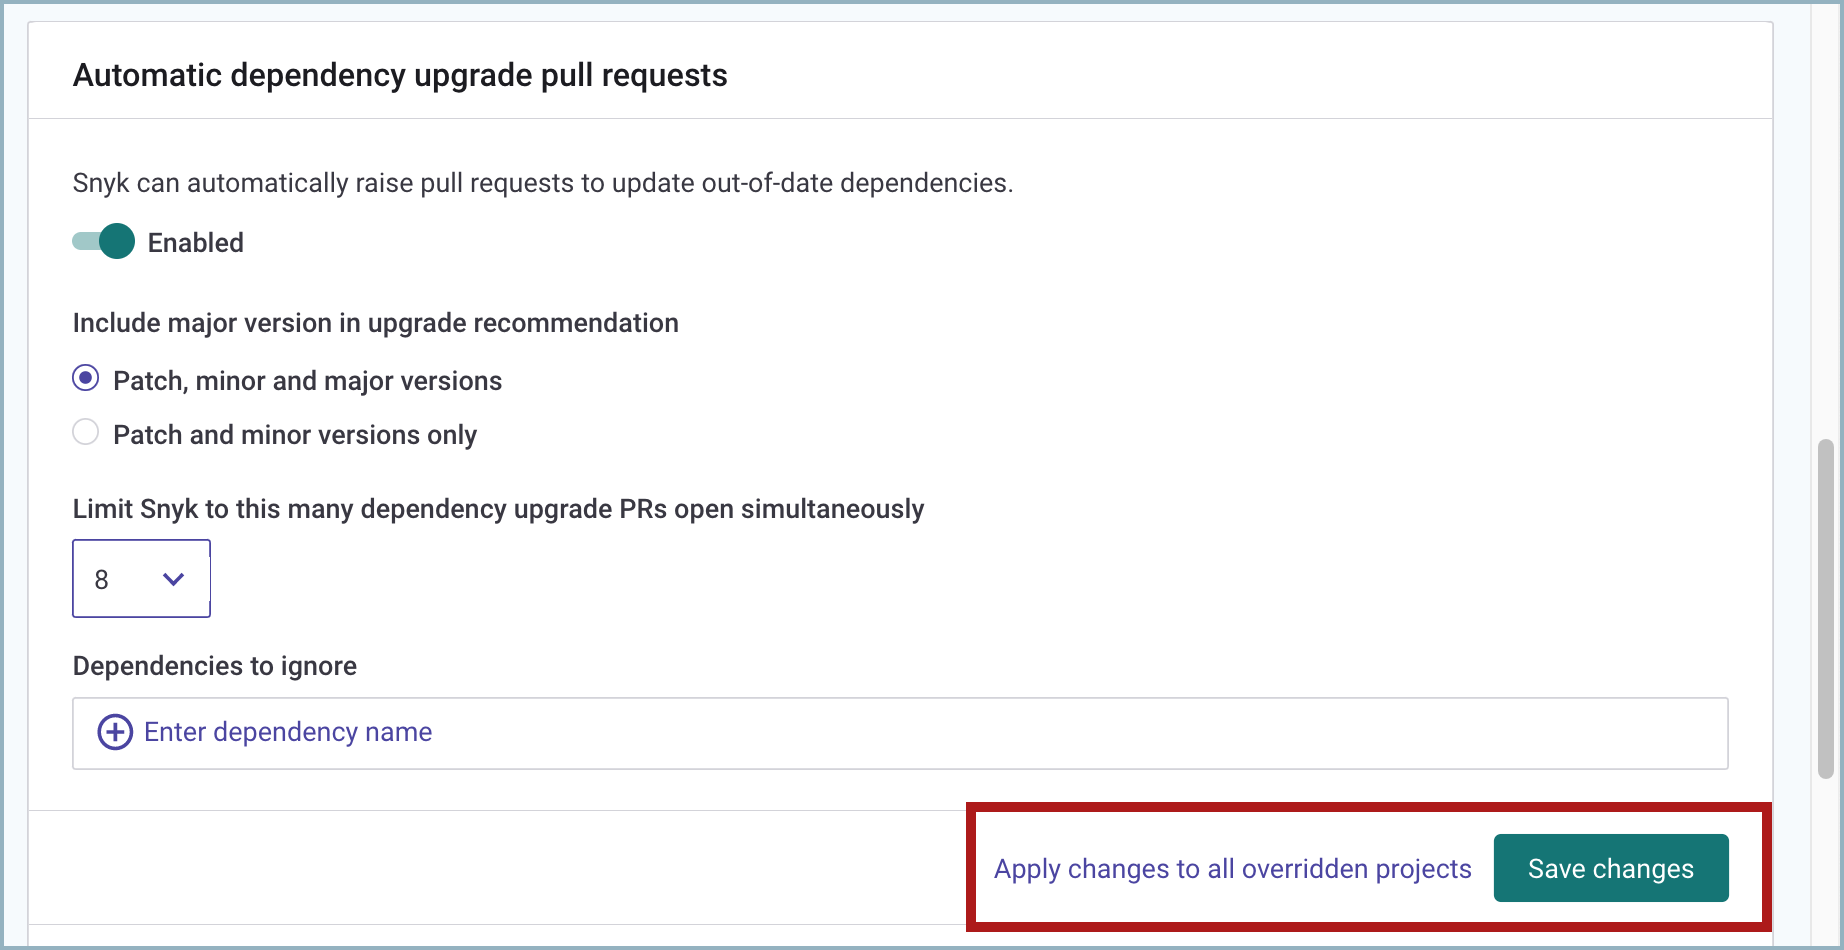 Automatic dependency upgrade pull requests
Snyk can automatically raise pull requests to update out-of-date dependencies.
Enabled
Include major version in upgrade recommendation
Patch, minor and major versions
Patch and minor versions only
Limit Snyk to this many dependency upgrade PRs open simultaneously
8
Dependencies to ignore
Enter dependency name
Apply changes to all overridden projects
Save changes